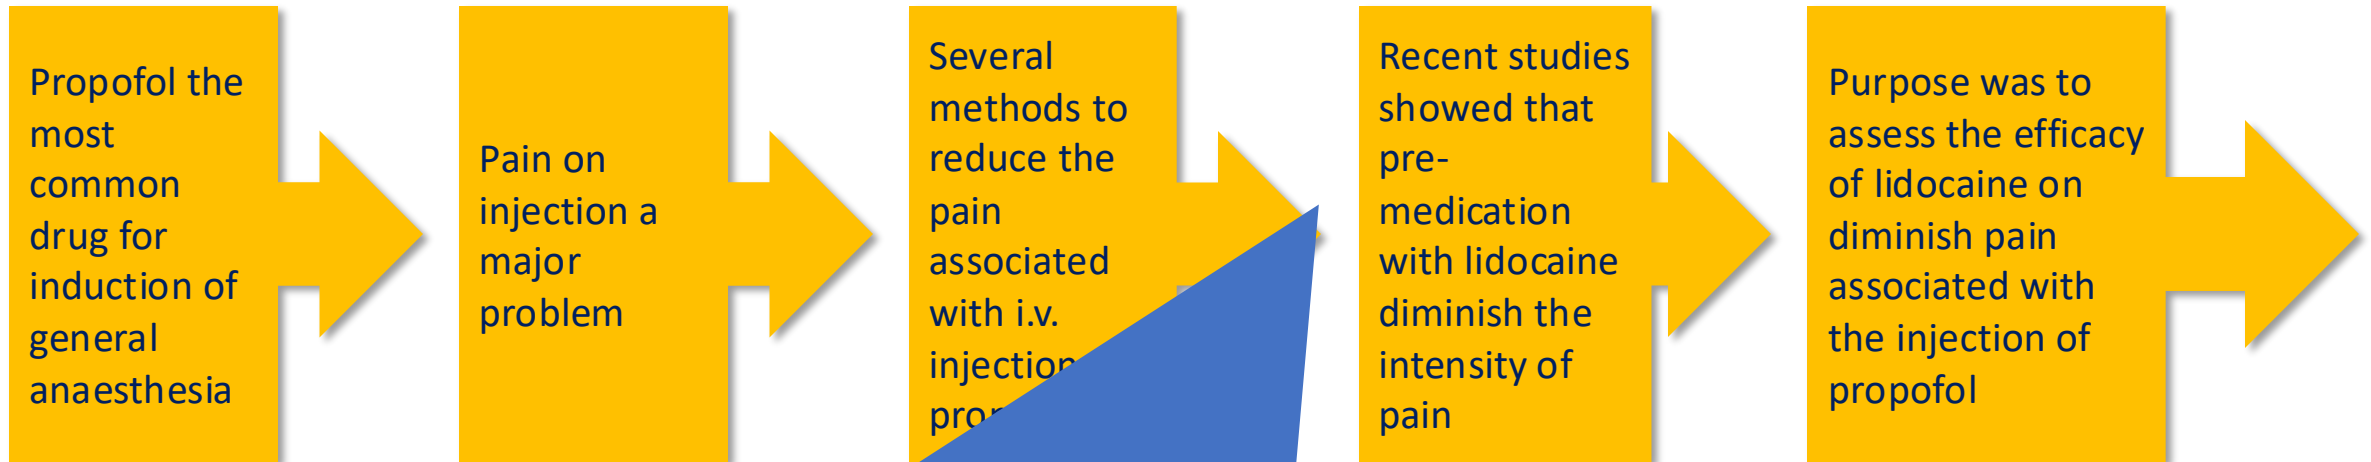 Propofol the
most
common
drug for
induction of
general
anaesthesia
Pain on
injection a
major
problem
Several
methods to
reduce the
pain
associated
with i.v.
injection
Recent studies
showed that
pre-
medication
with lidocaine
diminish the
intensity of
pain
Purpose was to
assess the efficacy
of lidocaine on
diminish pain
associated with
the injection of
propofol